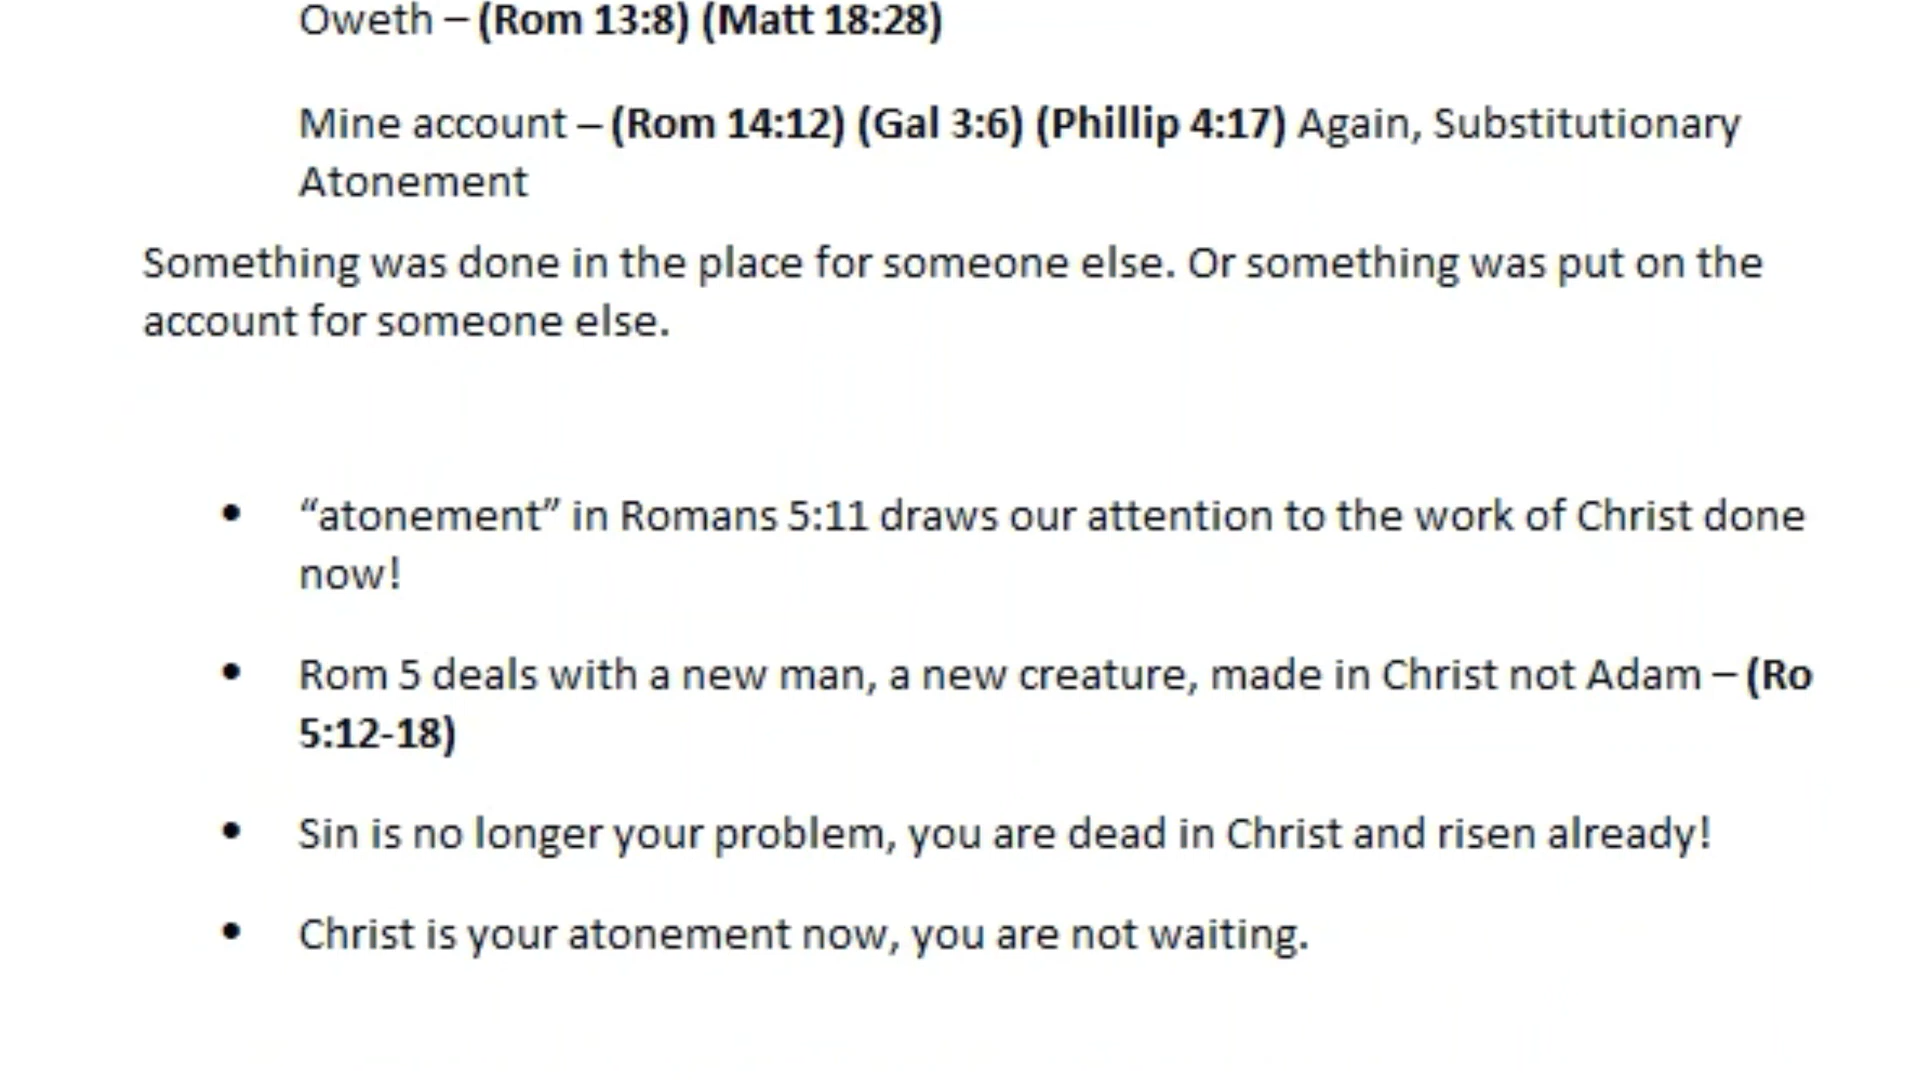 Oweth – (Rom 13:8) (Matt 18:28)
Mine account – (Rom 14:12) (Gal 3:6) (Phillip 4:17) Again, Substitutionary
Atonement
Something was done in the place for someone else. Or something was put on the
account for someone else.
• “atonement” in Romans 5:11 draws our attention to the work of Christ done
now!
• Rom 5 deals with a new man, a new creature, made in Christ not Adam – (Ro
5:12-18)
• Sin is no longer your problem, you are dead in Christ and risen already!
• Christ is your atonement now, you are not waiting.